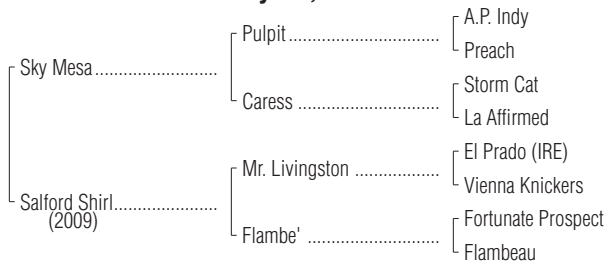 A.P. Indy
Pulpit
Preach
Sky Mesa
Storm Cat
Caress
La Affirmed
El Prado (IRE)
Mr. Livingston
Vienna Knickers
Salford Shirl
(2009)
Fortunate Prospect
Flambe'
Flambeau